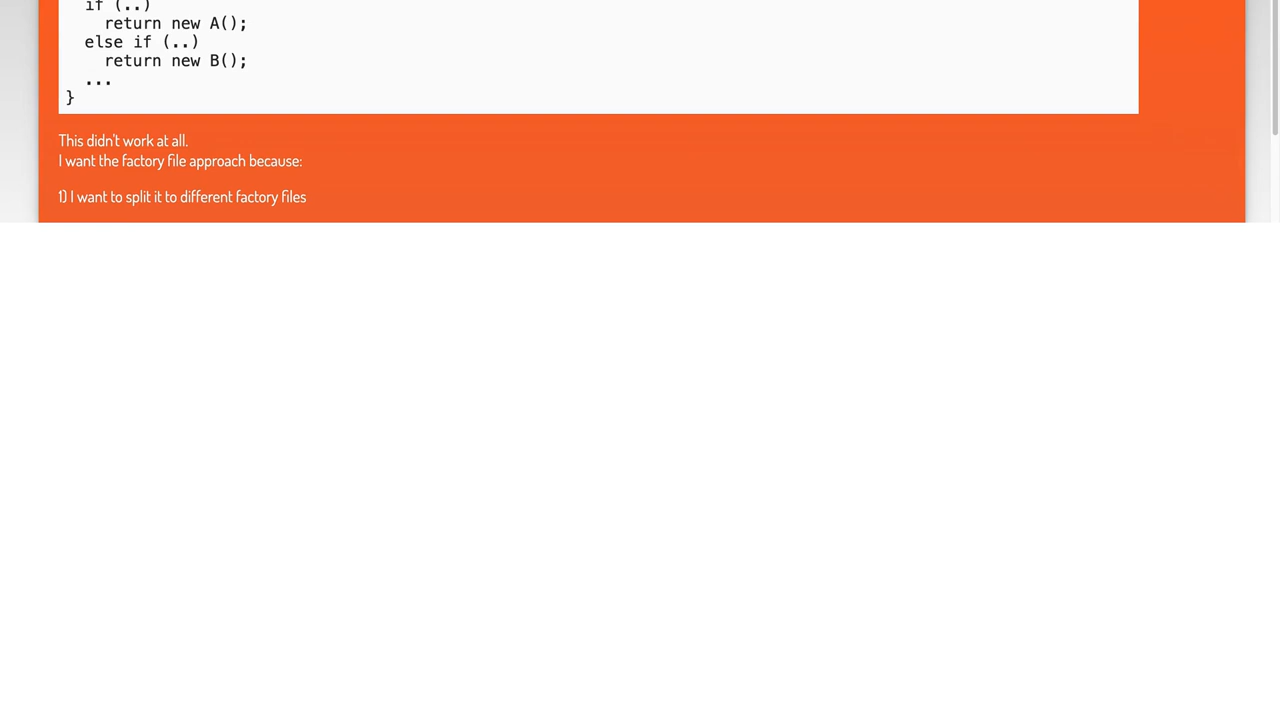 if (..)
return new A();
else if (..)
return new B();
...
}
This didn't work at all.
I want the factory file approach because:
1) I want to split it to different factory files